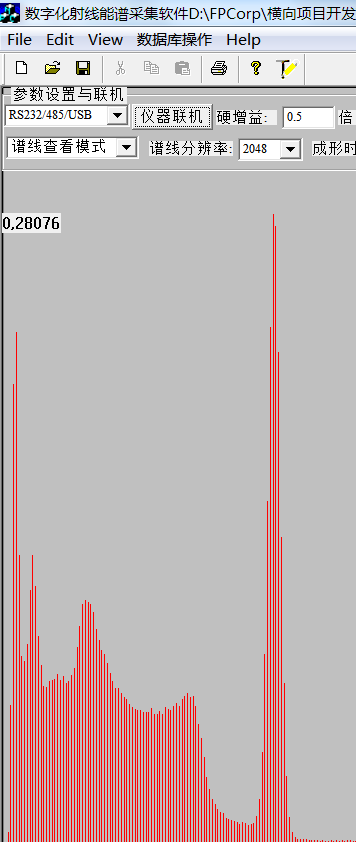 数字化射线能谱采集软件D:\FPCorp\横向项目开发
File Edit View 数据库操作 Help
参数设置与联机
RS232/485/USB 仪器联机 硬增益: 0.5 倍
谱线查看模式 谱线分辨率: 2048 成形时
0,28076